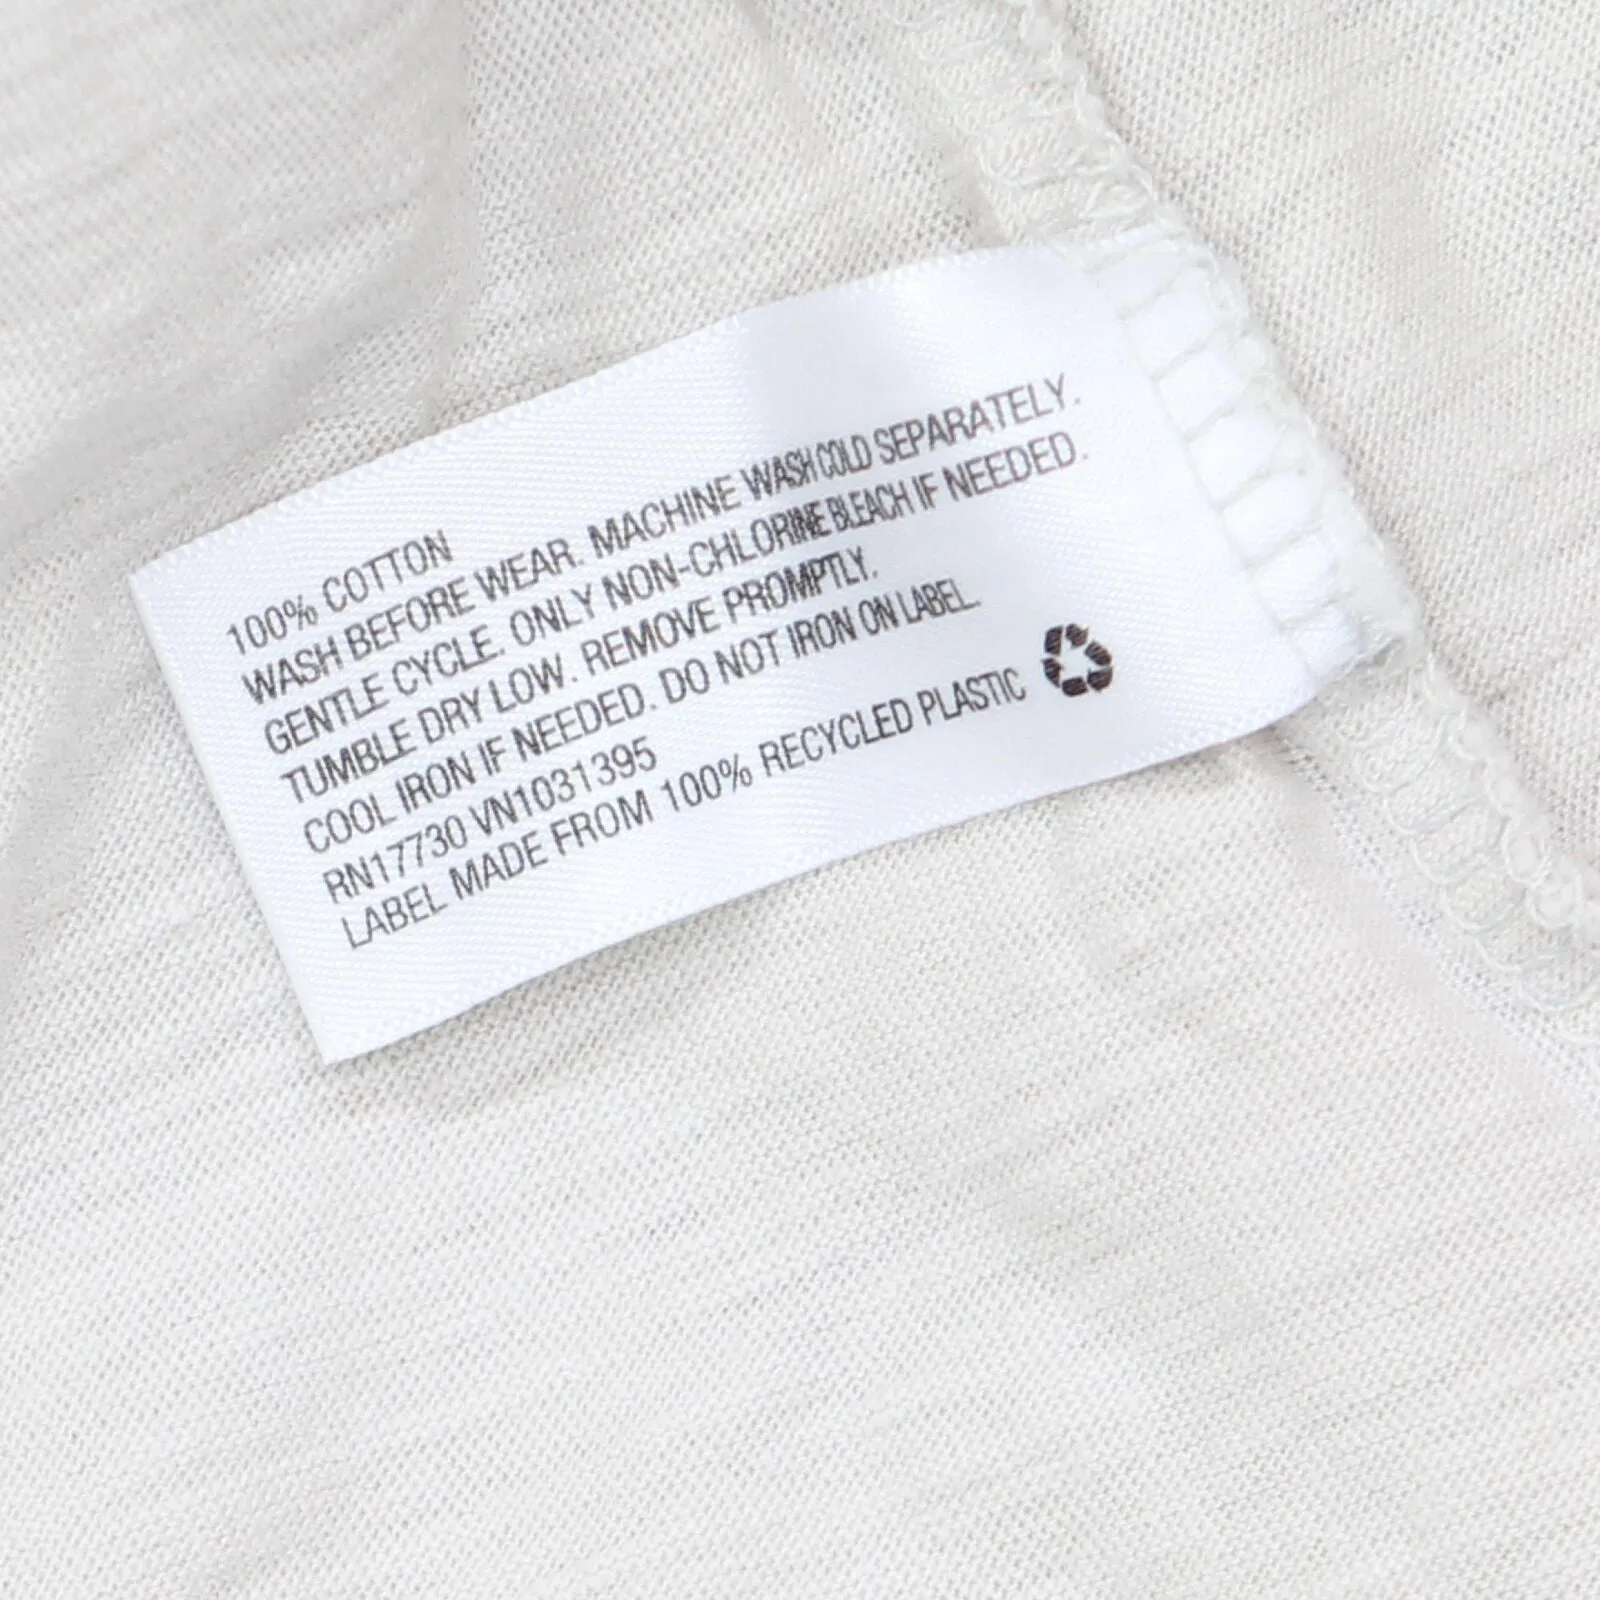 100% COTTON
WASH BEFORE WEAR. MACHINE WASH COLD SEPARATELY.
GENTLE CYCLE. ONLY NON-CHLORINE BLEACH IF NEEDED.
TUMBLE DRY LOW. REMOVE PROMPTLY.
COOL IRON IF NEEDED. DO NOT IRON ON LABEL.
RN17730 VN1031395
LABEL MADE FROM 100% RECYCLED PLASTIC